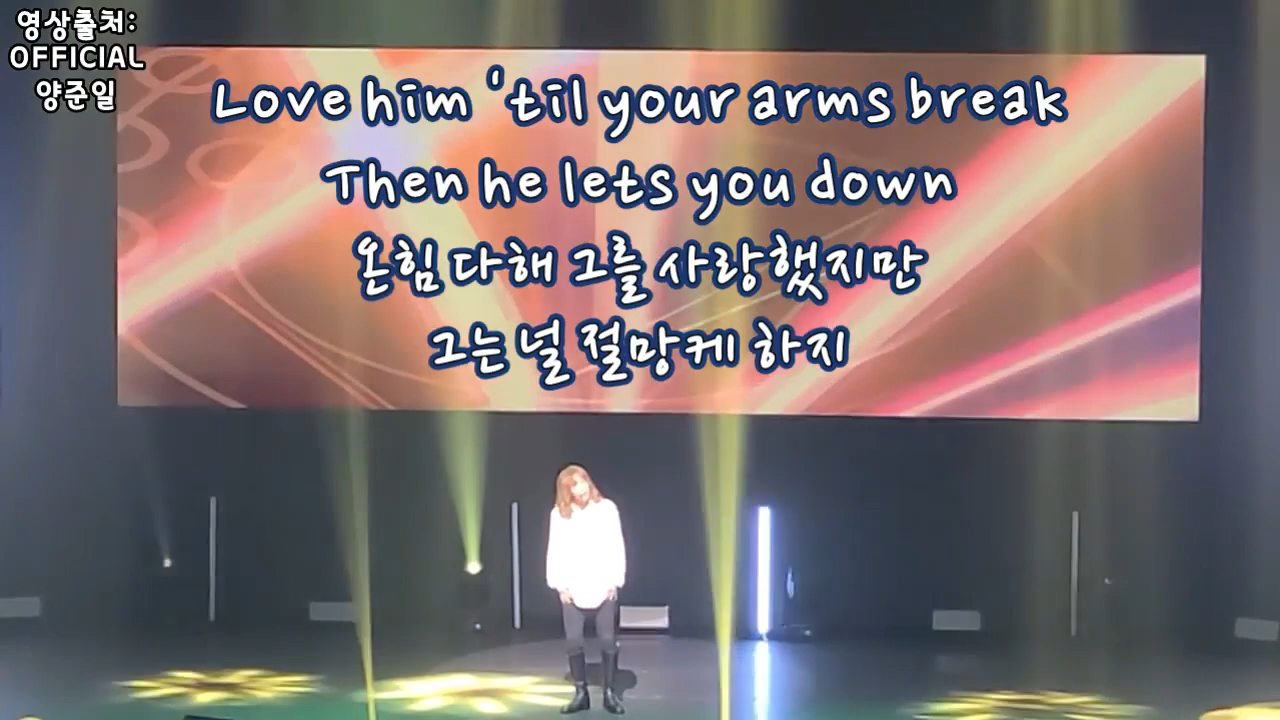 영상출처:
OFFICIAL
양준일
Love him 'til your arms break
Then he lets you down
온힘 다해 그를 사랑했지만
그는 널 절망케 하지